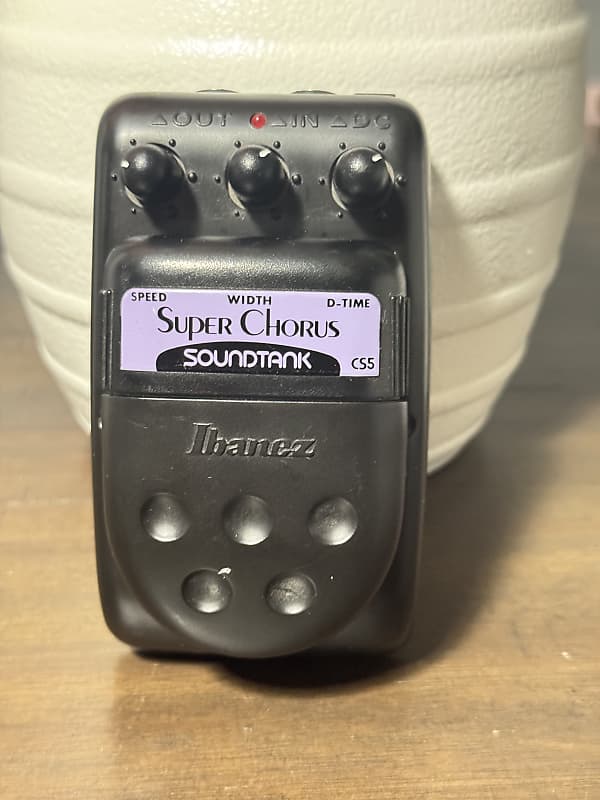 △OUT △IN △DC
SPEED WIDTH D-TIME
SUPER CHORUS
SOUNDTANK CS5
Ibanez